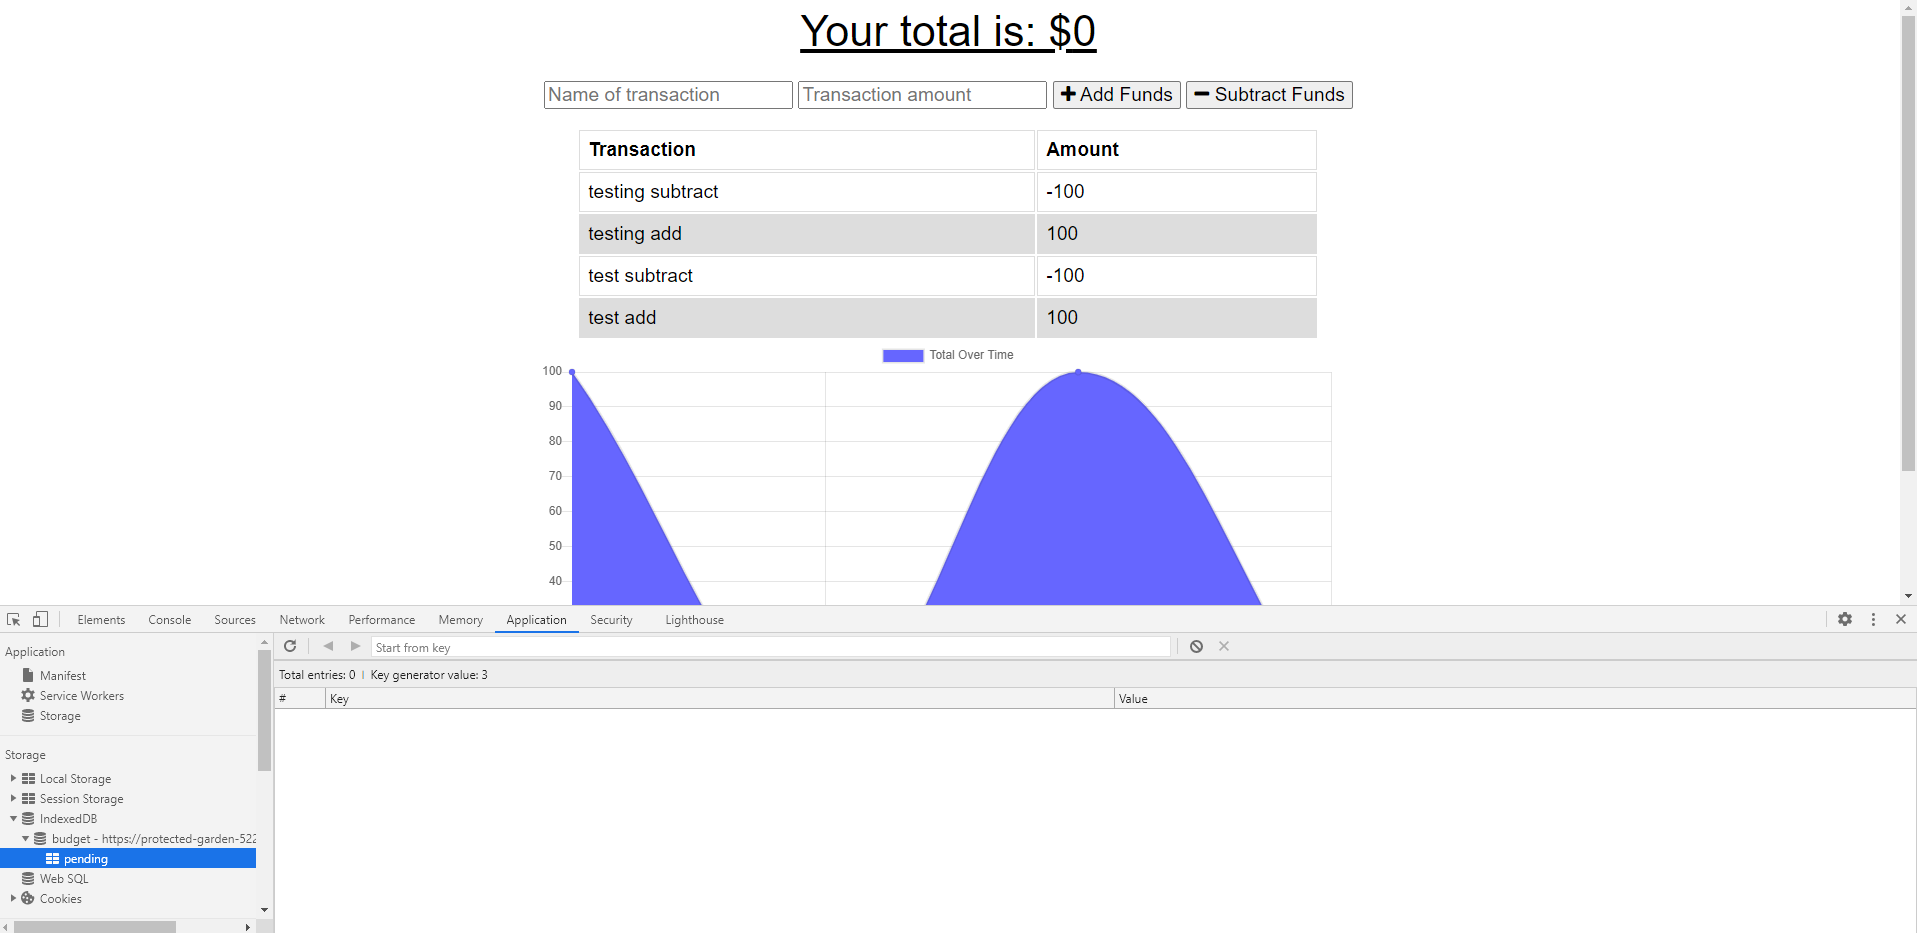 Your total is: $0
Name of transaction Transaction amount Add Funds Subtract Funds
Transaction Amount
testing subtract -100
testing add 100
test subtract -100
test add 100
Total Over Time
100
90
80
70
60
50
40
Elements Console Sources Network Performance Memory Application Security Lighthouse
Application
Manifest
Service Workers
Storage
Storage
Local Storage
Session Storage
IndexedDB
budget - https://protected-garden-522
pending
Web SQL
Cookies
Start from key
Total entries: 0 Key generator value: 3
# Key Value